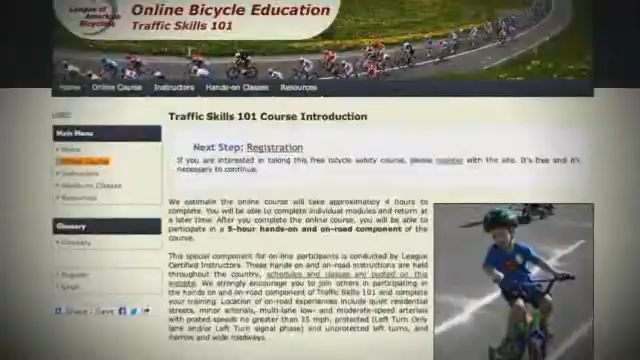 League of
American
Bicyclists
Online Bicycle Education
Traffic Skills 101
Home Online Course Instructors Hands-on Classes Resources
Login
Traffic Skills 101 Course Introduction
Main Menu
Next Step: Registration
Home
If you are interested in taking this free bicycle safety course, please register with the site. It's free and it's
Online Course
necessary to continue.
Instructors
Hands-on Classes
Resources
We estimate the online course will take approximately 4 hours to
complete. You will be able to complete individual modules and return at
a later time. After you complete the online course, you will be able to
participate in a 5-hour hands-on and on-road component of the
course.
Glossary
Glossary
This special component for on-line participants is conducted by League
Certified Instructors. These hands on and on-road instructions are held
throughout the country, schedules and classes are posted on this
website. We strongly encourage you to join others in participating in
the hands on and on-road component of Traffic Skills 101 and complete
your training. Location of on-road experiences include quiet residential
streets, minor arterials, multi-lane low- and moderate-speed arterials
with posted speeds no greater than 35 mph, protected (Left Turn Only
lane and/or Left Turn signal phase) and unprotected left turns, and
narrow and wide roadways.
Register
Login
Share / Save